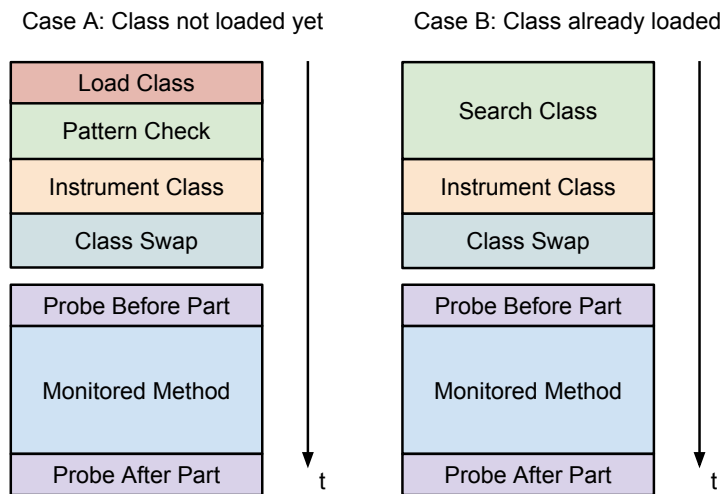 Case A: Class not loaded yet
Load Class
Pattern Check
Instrument Class
Class Swap
Probe Before Part
Monitored Method
Probe After Part
t
Case B: Class already loaded
Search Class
Instrument Class
Class Swap
Probe Before Part
Monitored Method
Probe After Part
t